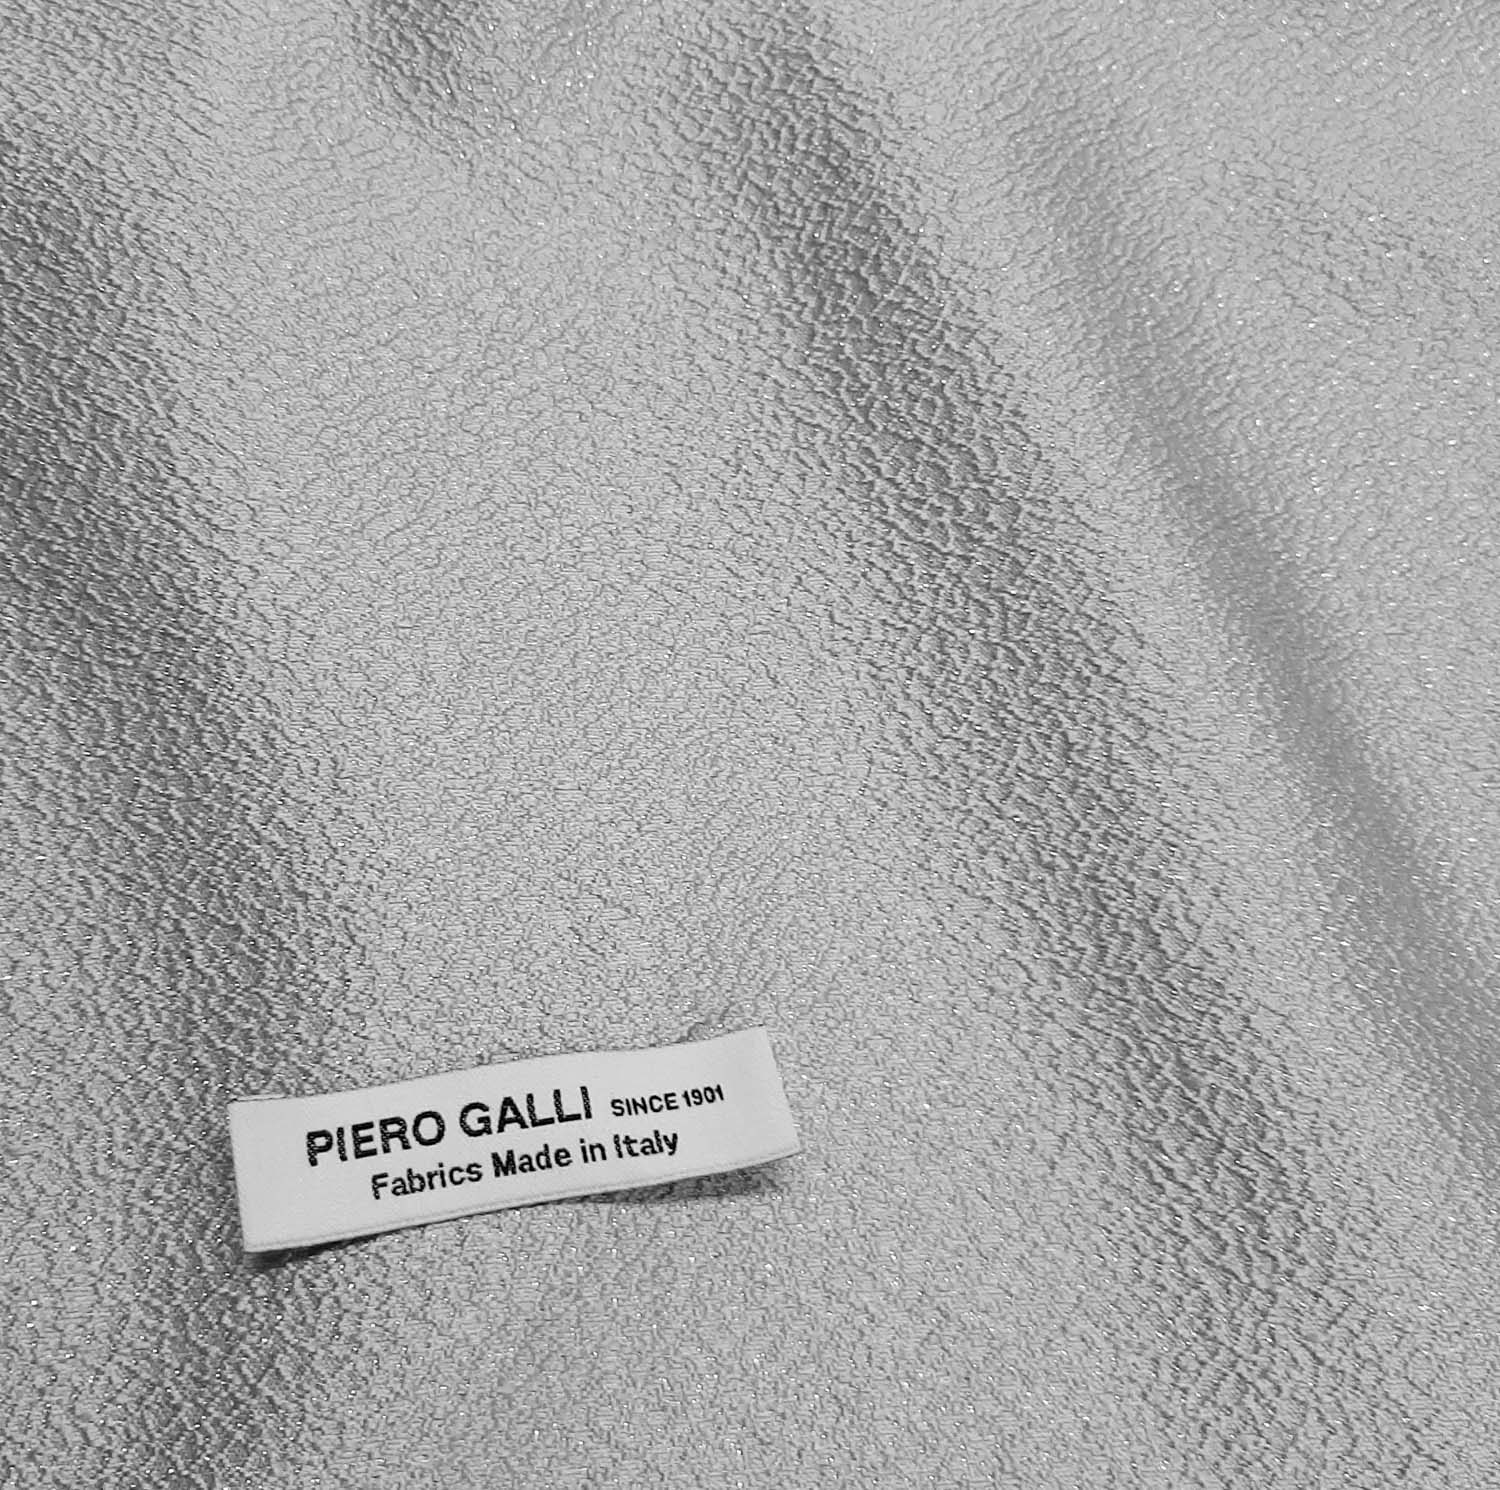 PIERO GALLI SINCE 1901
Fabrics Made in Italy